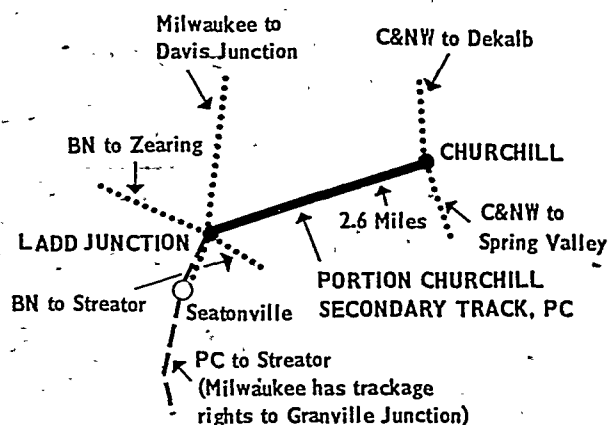 Milwaukee to
Davis Junction
C&NW to Dekalb
BN to Zearing
CHURCHILL
LADD JUNCTION
2.6 Miles
C&NW to
Spring Valley
PORTION CHURCHILL
SECONDARY TRACK, PC
BN to Streator
Seatonville
PC to Streator
(Milwaukee has trackage
rights to Granville Junction)